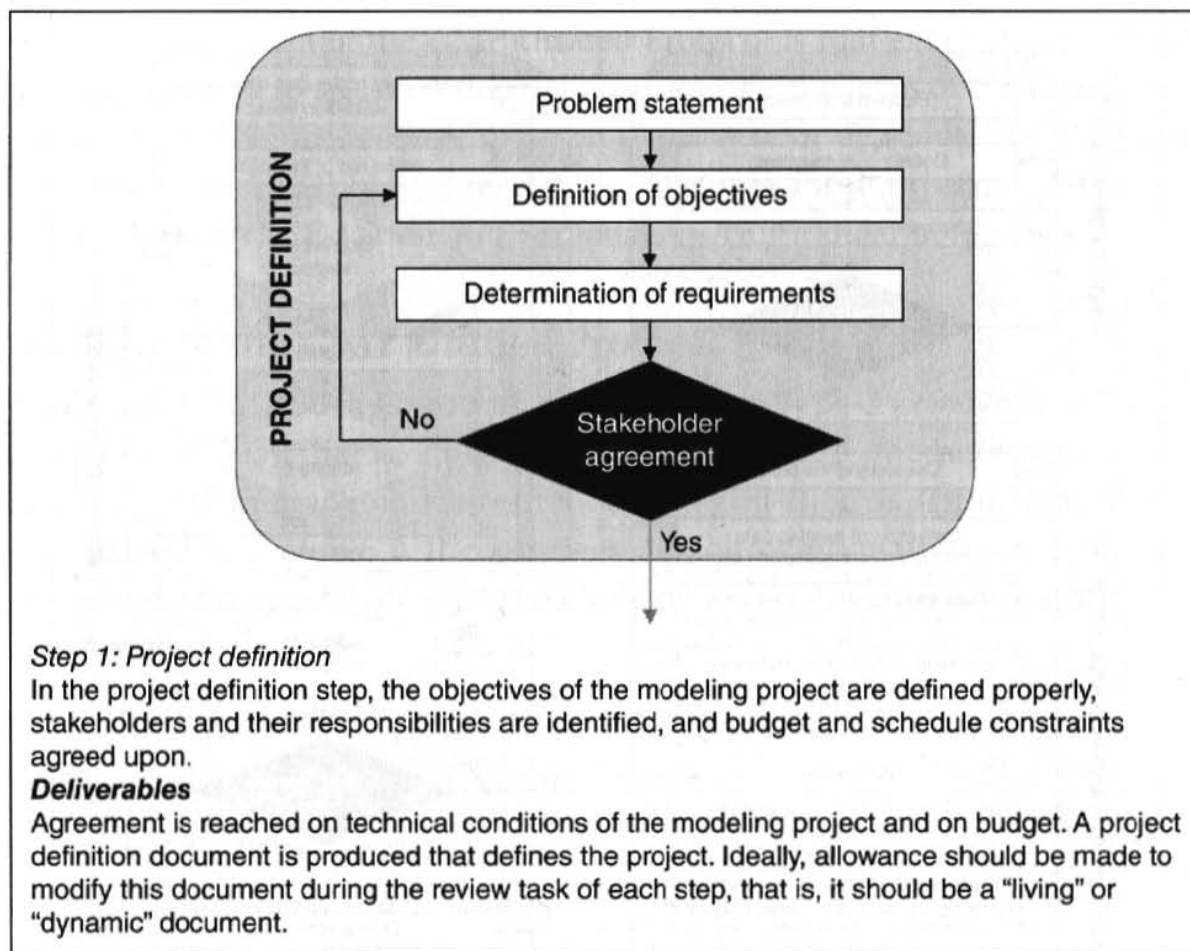 Problem statement
PROJECT DEFINITION
Definition of objectives
Determination of requirements
No
Stakeholder
agreement
Yes
Step 1: Project definition
In the project definition step, the objectives of the modeling project are defined properly,
stakeholders and their responsibilities are identified, and budget and schedule constraints
agreed upon.
Deliverables
Agreement is reached on technical conditions of the modeling project and on budget. A project
definition document is produced that defines the project. Ideally, allowance should be made to
modify this document during the review task of each step, that is, it should be a “living” or
“dynamic” document.